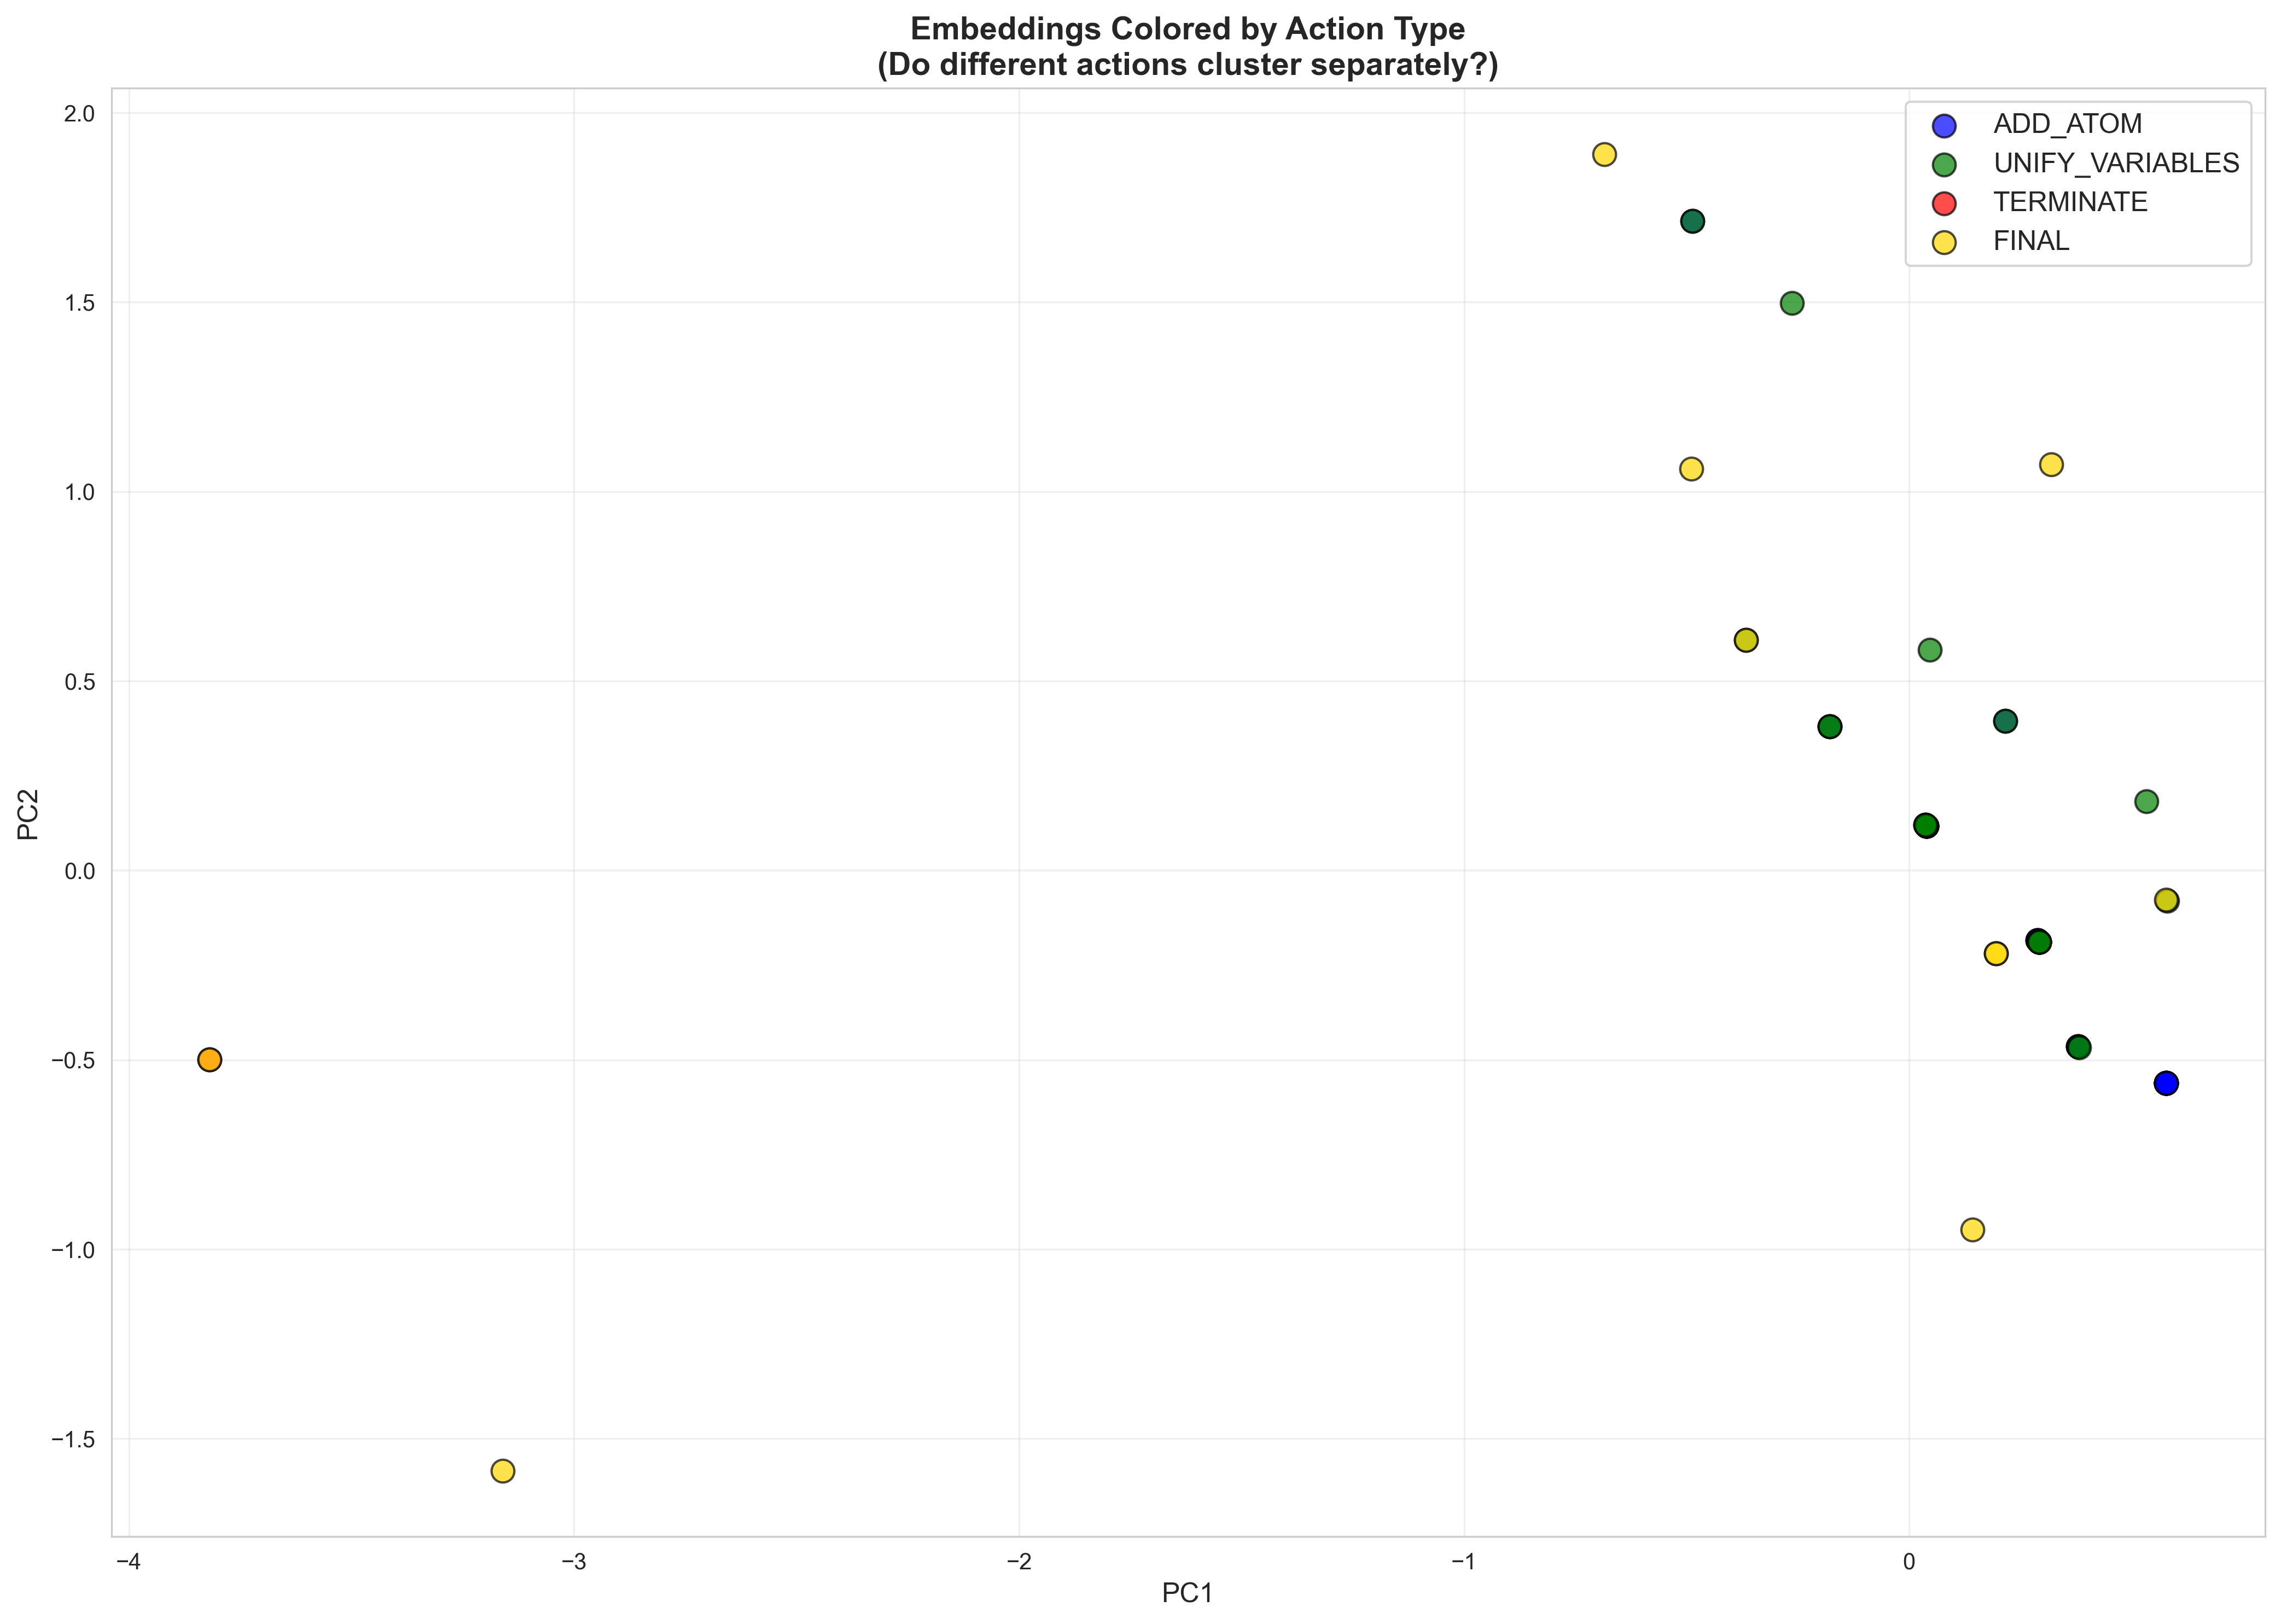 Embeddings Colored by Action Type
(Do different actions cluster separately?)
ADD_ATOM
UNIFY_VARIABLES
TERMINATE
FINAL
PC2
2.0
1.5
1.0
0.5
0.0
−0.5
−1.0
−1.5
−4
−3
−2
−1
0
PC1